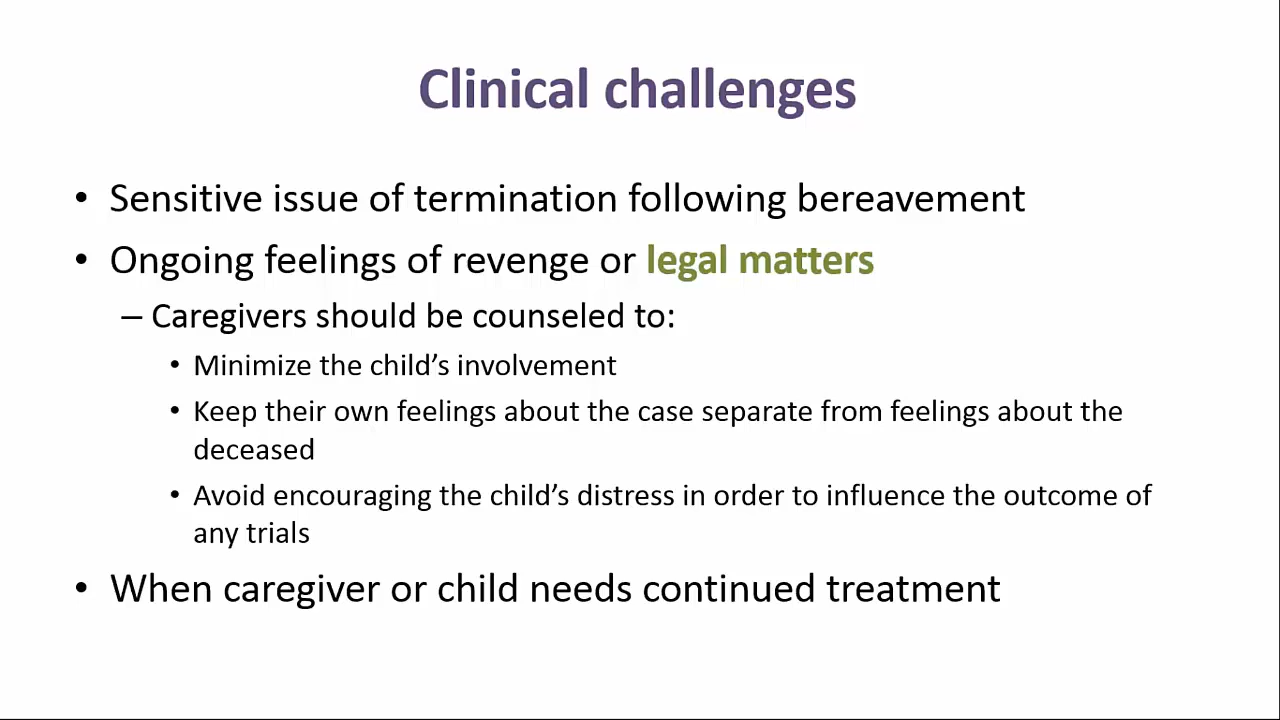 Clinical challenges
• Sensitive issue of termination following bereavement
• Ongoing feelings of revenge or legal matters
– Caregivers should be counseled to:
• Minimize the child’s involvement
• Keep their own feelings about the case separate from feelings about the
deceased
• Avoid encouraging the child’s distress in order to influence the outcome of
any trials
• When caregiver or child needs continued treatment